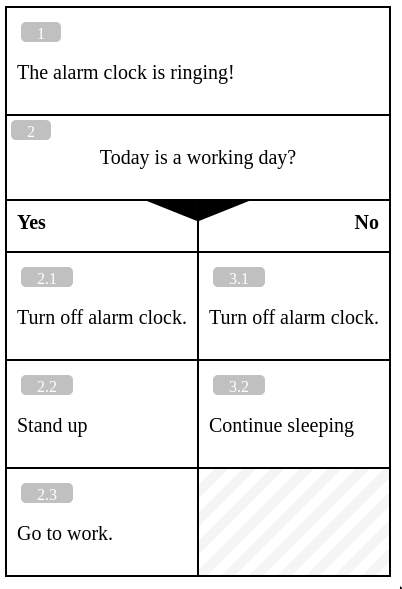 1
The alarm clock is ringing!
2
Today is a working day?
Yes No
2.1 3.1
Turn off alarm clock. Turn off alarm clock.
2.2 3.2
Stand up Continue sleeping
2.3
Go to work.